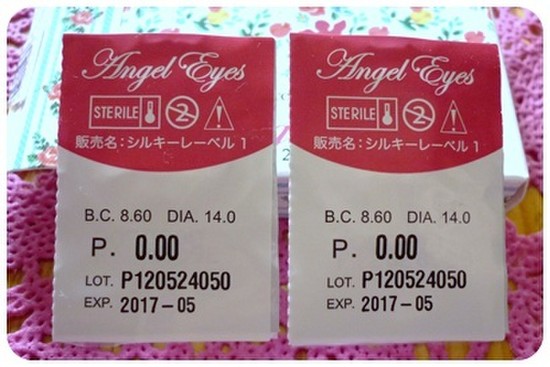 Angel Eyes
STERILE
2
販売名：シルキーレーベル 1
B.C. 8.60 DIA. 14.0
P. 0.00
LOT. P120524050
EXP. 2017-05
Angel Eyes
STERILE
2
販売名：シルキーレーベル 1
B.C. 8.60 DIA. 14.0
P. 0.00
LOT. P120524050
EXP. 2017-05